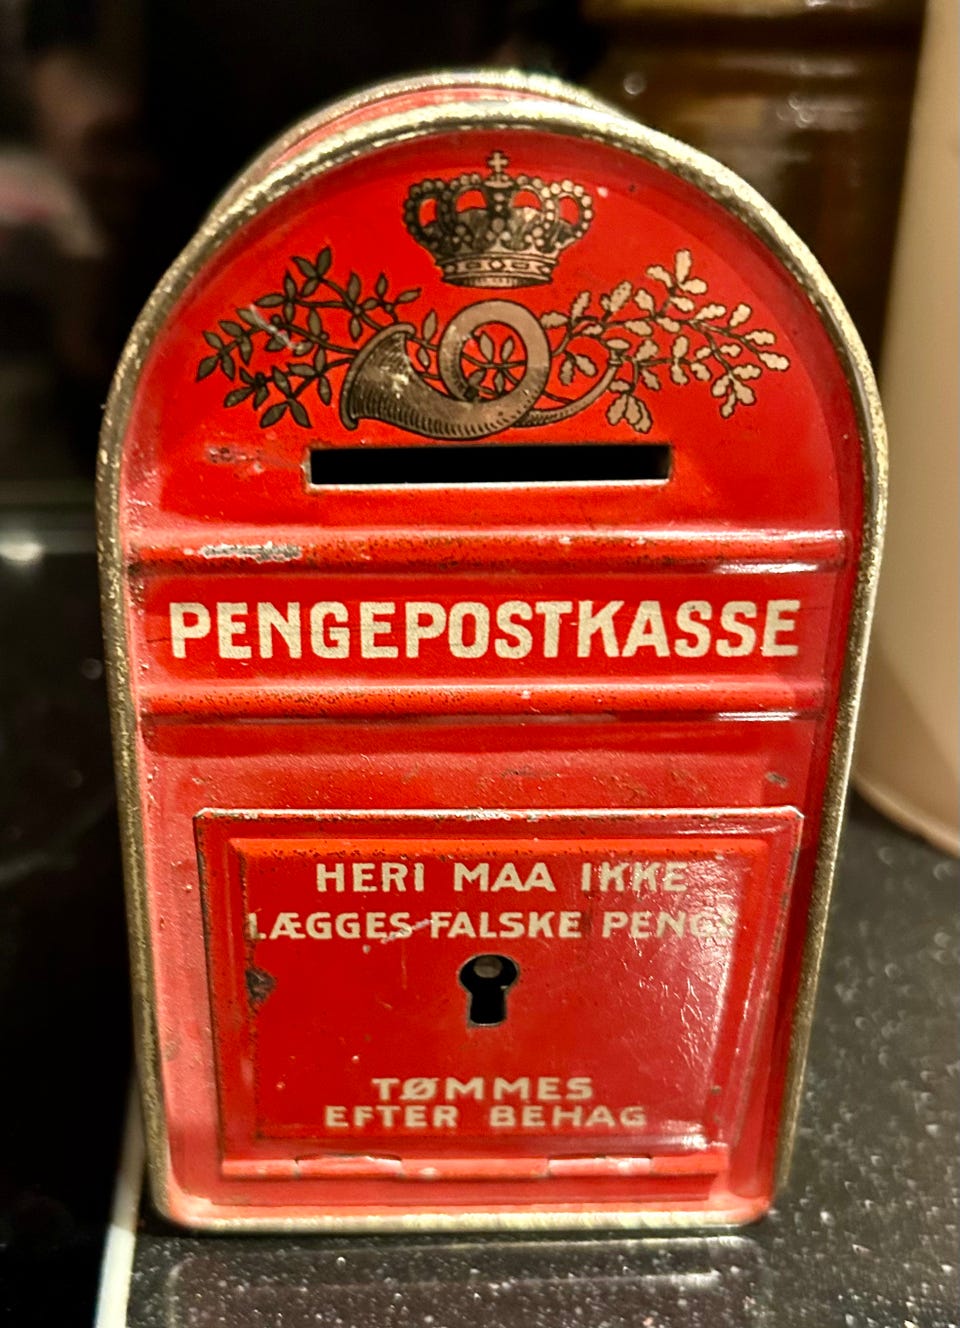 PENGEPOSTKASSE
HERI MAA IKKE
LÆGGES FALSKE PENGE
TØMMES
EFTER BEHAG